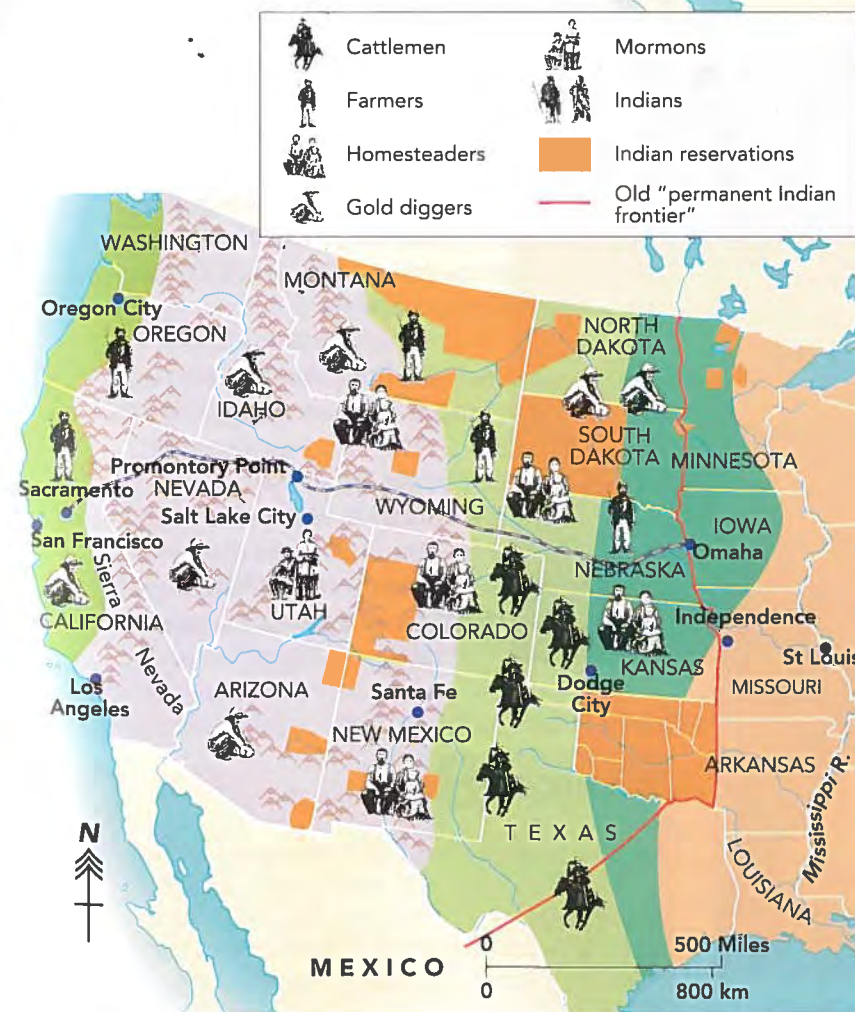 Cattlemen
Mormons
Farmers
Indians
Homesteaders
Indian reservations
Gold diggers
Old "permanent Indian
frontier"
WASHINGTON
MONTANA
Oregon City
OREGON
NORTH
DAKOTA
IDAHO
SOUTH
DAKOTA
MINNESOTA
Promontory Point
Sacramento
NEVADA
WYOMING
Salt Lake City
IOWA
San Francisco
Omaha
Sierra
Nevada
NEBRASKA
UTAH
CALIFORNIA
COLORADO
Independence
KANSAS
St Louis
Los
Angeles
ARIZONA
Santa Fe
Dodge
City
MISSOURI
NEW MEXICO
ARKANSAS
Mississippi R.
N
TEXAS
LOUISIANA
MEXICO
0
500 Miles
0
800 km